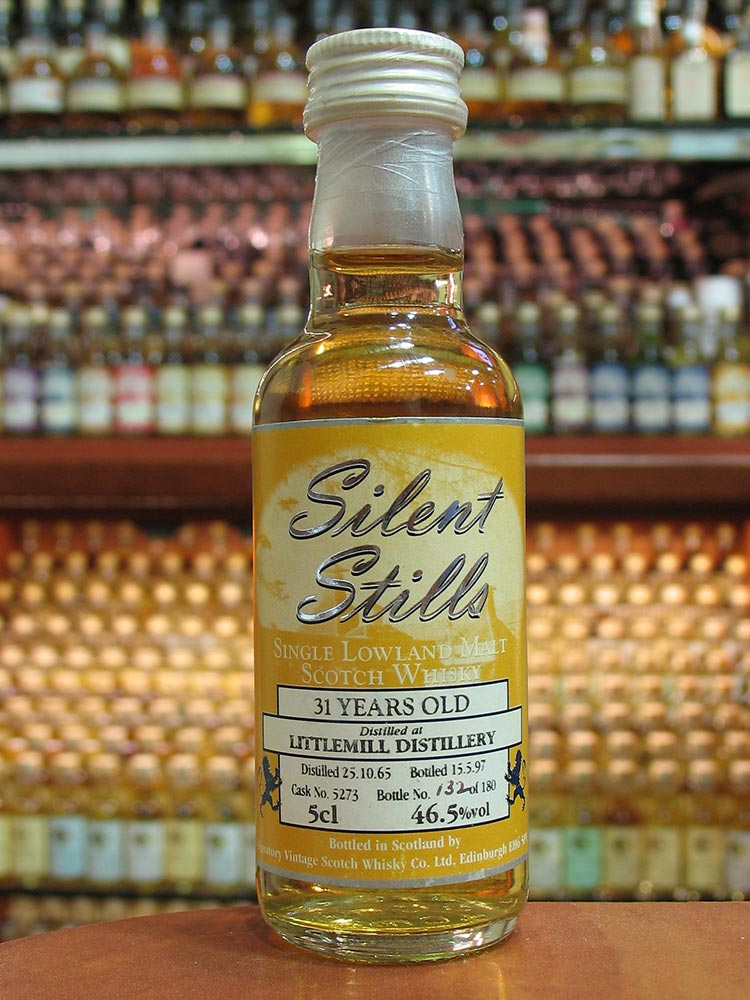 Silent
Stills
SINGLE LOWLAND MALT
SCOTCH WHISKY
31 YEARS OLD
Distilled at
LITTLEMILL DISTILLERY
Distilled 25.10.65 Bottled 15.5.97
Cask No. 5273 Bottle No. 132 of 180
5cl 46.5%vol
Bottled in Scotland by
Vintage Scotch Whisky Co. Ltd, Edinburgh EH6